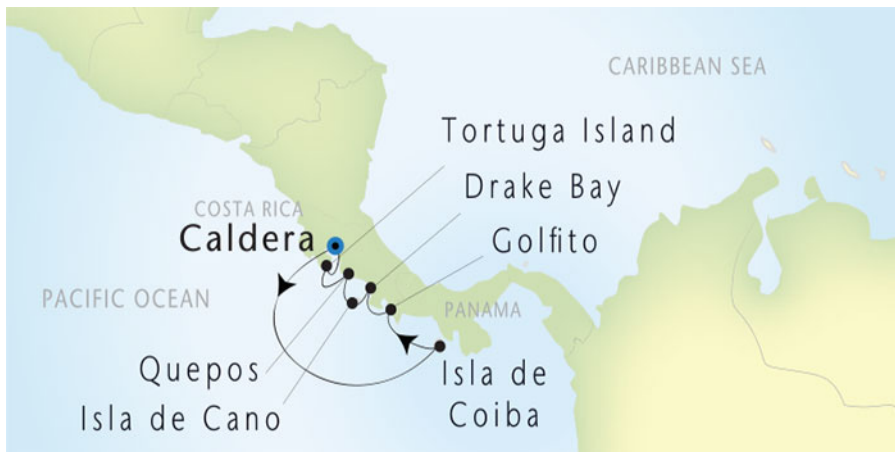 CARIBBEAN SEA
Tortuga Island
Drake Bay
COSTA RICA
Caldera
Golfito
PACIFIC OCEAN
PANAMA
Quepos
Isla de Cano
Isla de
Coiba